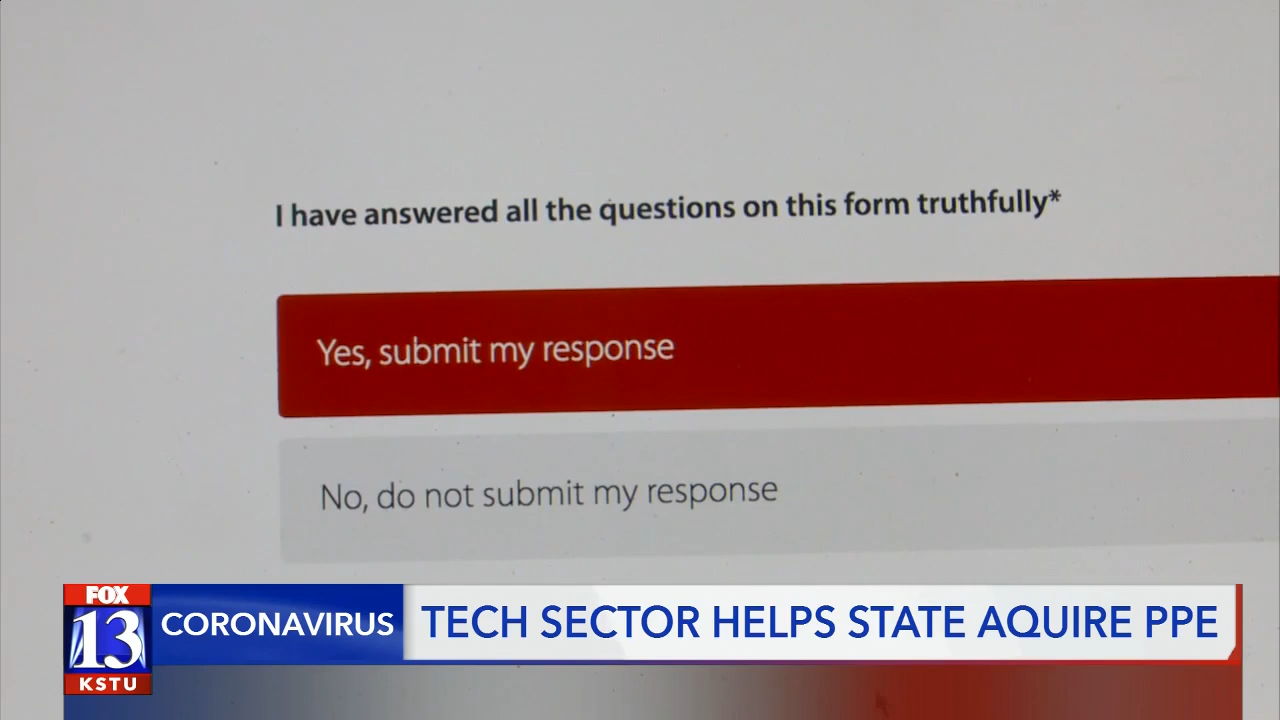 I have answered all the questions on this form truthfully*
Yes, submit my response
No, do not submit my response
FOX
13
KSTU
CORONAVIRUS
TECH SECTOR HELPS STATE AQUIRE PPE